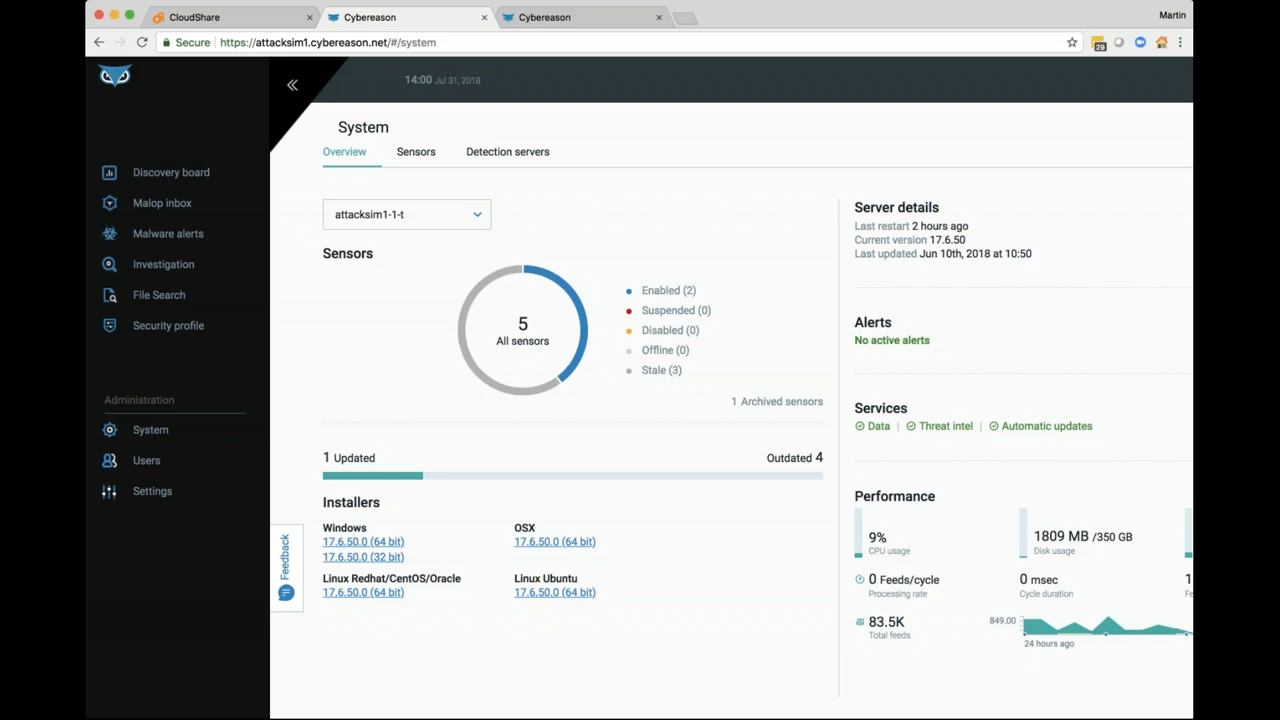 CloudShare
Cybereason
Cybereason
Martin
Secure
https://attacksim1.cybereason.net/#/system
29
14:00 Jul 31, 2018
Discovery board
Malop inbox
Malware alerts
Investigation
File Search
Security profile
Administration
System
Users
Settings
Feedback
System
Overview
Sensors
Detection servers
attacksim1-1-t
Sensors
5
All sensors
Enabled (2)
Suspended (0)
Disabled (0)
Offline (0)
Stale (3)
1 Archived sensors
1 Updated
Outdated 4
Installers
Windows
17.6.50.0 (64 bit)
17.6.50.0 (32 bit)
OSX
17.6.50.0 (64 bit)
Linux Redhat/CentOS/Oracle
17.6.50.0 (64 bit)
Linux Ubuntu
17.6.50.0 (64 bit)
Server details
Last restart 2 hours ago
Current version 17.6.50
Last updated Jun 10th, 2018 at 10:50
Alerts
No active alerts
Services
Data | Threat intel | Automatic updates
Performance
9%
CPU usage
1809 MB /350 GB
Disk usage
0 Feeds/cycle
Processing rate
0 msec
Cycle duration
1
Fe
83.5K
Total feeds
849.00
24 hours ago